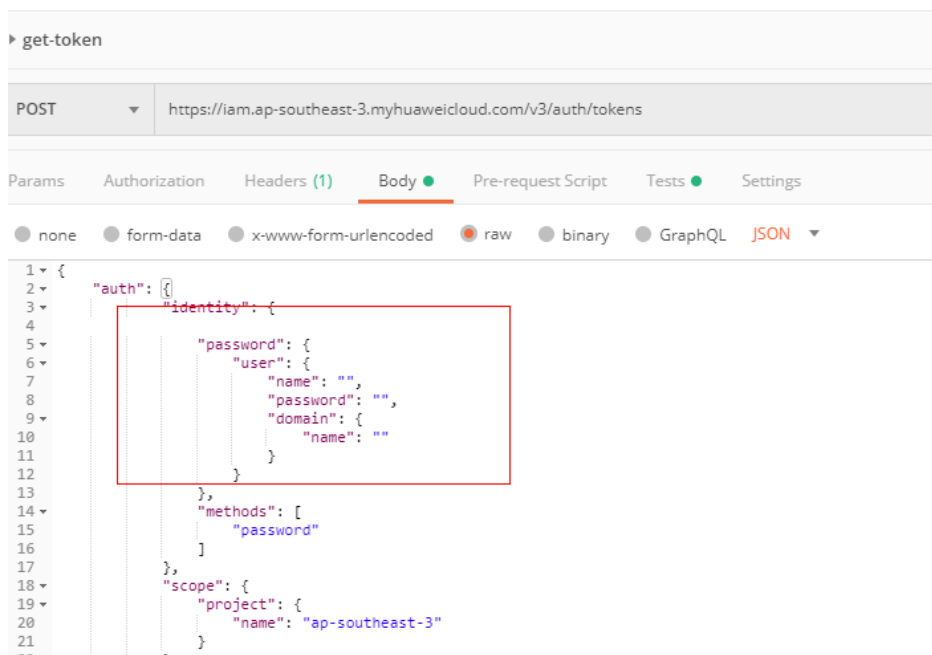 get-token
POST https://iam.ap-southeast-3.myhuaweicloud.com/v3/auth/tokens
Params Authorization Headers (1) Body Pre-request Script Tests Settings
none form-data x-www-form-urlencoded raw binary GraphQL JSON
1 {
2 "auth": {
3 "identity": {
4
5 "password": {
6 "user": {
7 "name": "",
8 "password": "",
9 "domain": {
10 "name": ""
11 }
12 }
13 },
14 "methods": [
15 "password"
16 ]
17 },
18 "scope": {
19 "project": {
20 "name": "ap-southeast-3"
21 }